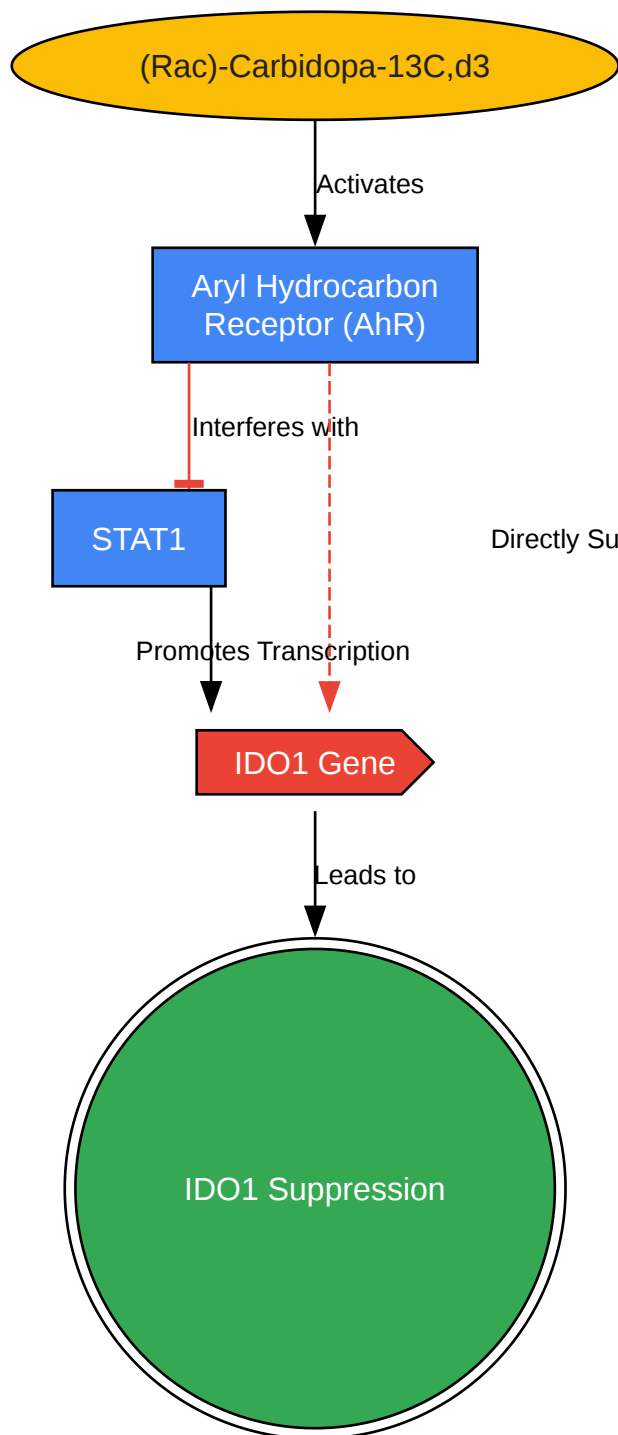 (Rac)-Carbidopa-13C,d3
Activates
Aryl Hydrocarbon
Receptor (AhR)
Interferes with
STAT1
Directly Su
Promotes Transcription
IDO1 Gene
Leads to
IDO1 Suppression